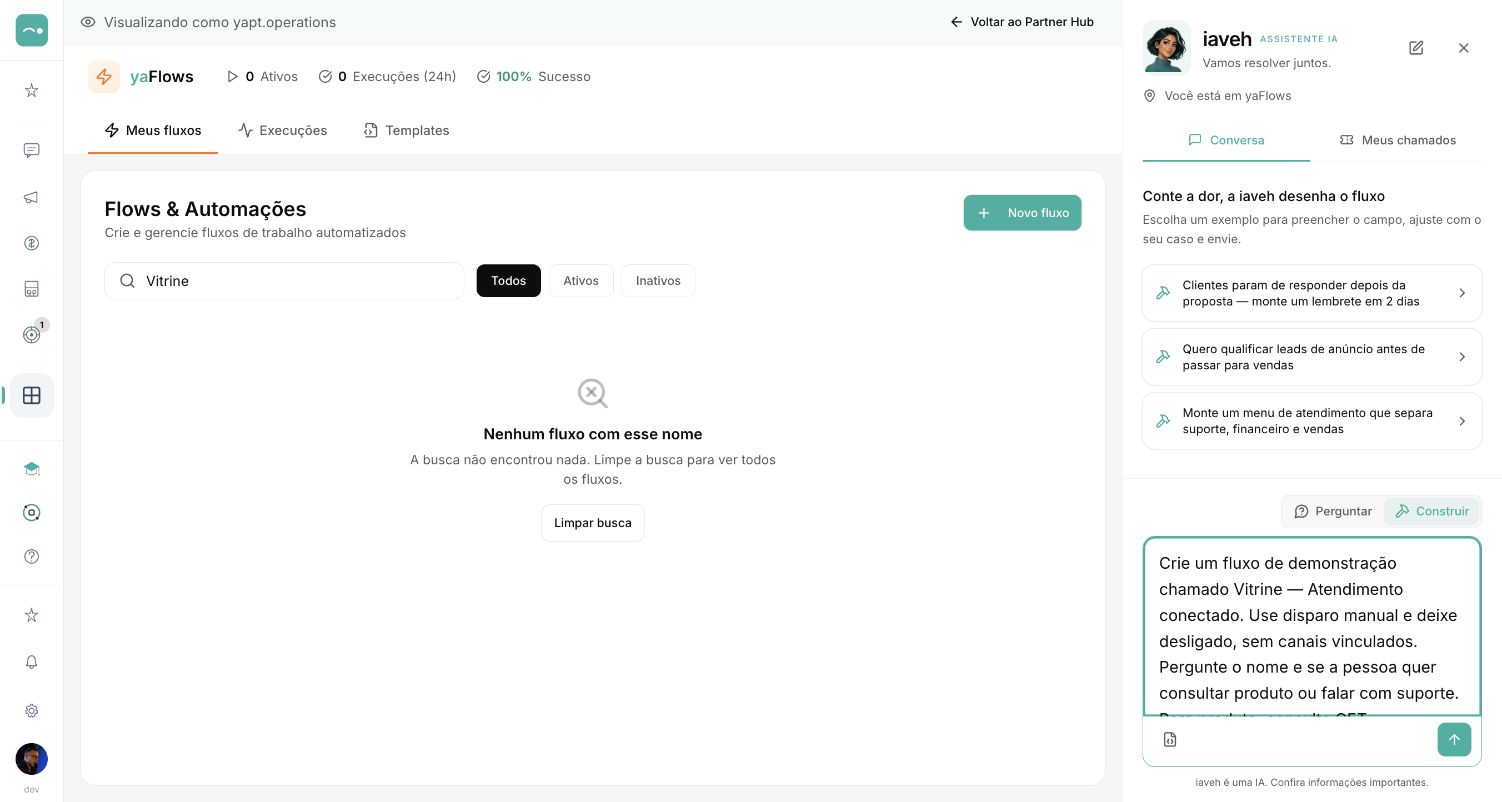 Visualizando como yapt.operations
Voltar ao Partner Hub
yaFlows
0 Ativos
0 Execuções (24h)
100% Sucesso
Meus fluxos
Execuções
Templates
Flows & Automações
Crie e gerencie fluxos de trabalho automatizados
Novo fluxo
Vitrine
Todos
Ativos
Inativos
Nenhum fluxo com esse nome
A busca não encontrou nada. Limpe a busca para ver todos
os fluxos.
Limpar busca
1
dev
iaveh ASSISTENTE IA
Vamos resolver juntos.
Você está em yaFlows
Conversa
Meus chamados
Conte a dor, a iaveh desenha o fluxo
Escolha um exemplo para preencher o campo, ajuste com o
seu caso e envie.
Clientes param de responder depois da
proposta — monte um lembrete em 2 dias
Quero qualificar leads de anúncio antes de
passar para vendas
Monte um menu de atendimento que separa
suporte, financeiro e vendas
Perguntar
Construir
Crie um fluxo de demonstração
chamado Vitrine — Atendimento
conectado. Use disparo manual e deixe
desligado, sem canais vinculados.
Pergunte o nome e se a pessoa quer
consultar produto ou falar com suporte.
iaveh é uma IA. Confira informações importantes.